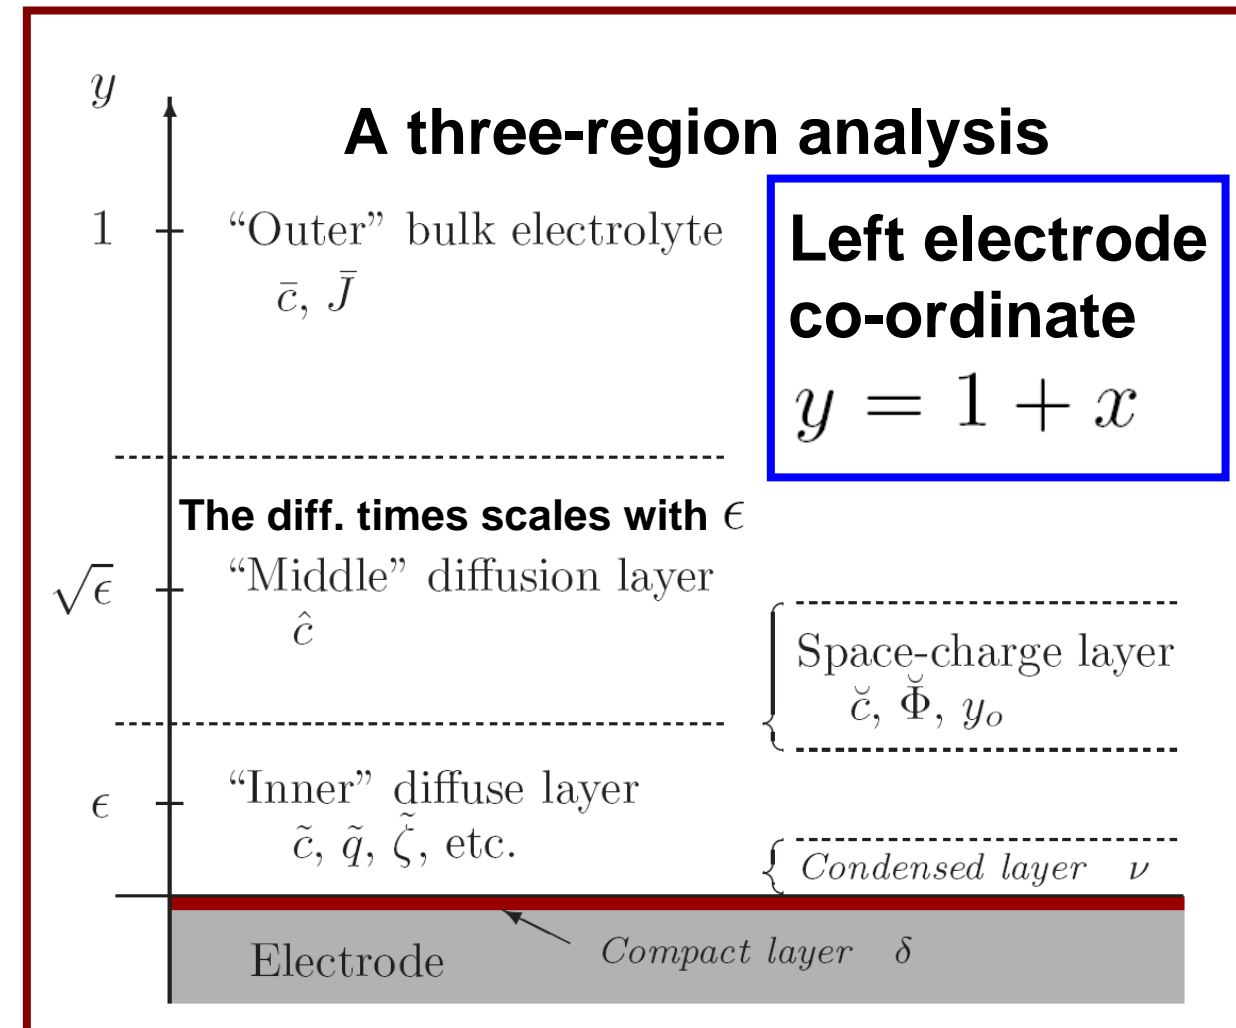 y
A three-region analysis
1
“Outer” bulk electrolyte
c̄, J̄
Left electrode
co-ordinate
y = 1 + x
The diff. times scales with ϵ
√ϵ
“Middle” diffusion layer
ĉ
Space-charge layer
c̆, Φ̆, yₒ
ϵ
“Inner” diffuse layer
c̃, q̃, ζ̃, etc.
Condensed layer ν
Compact layer δ
Electrode